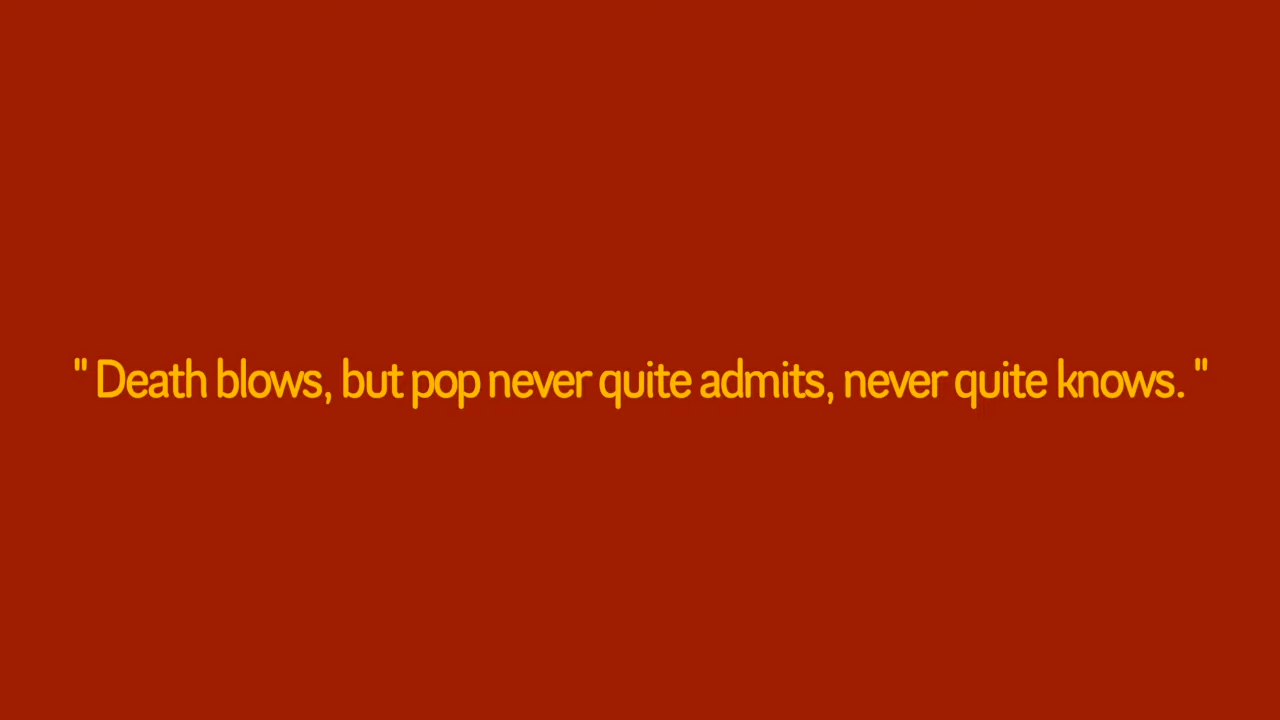 " Death blows, but pop never quite admits, never quite knows. "